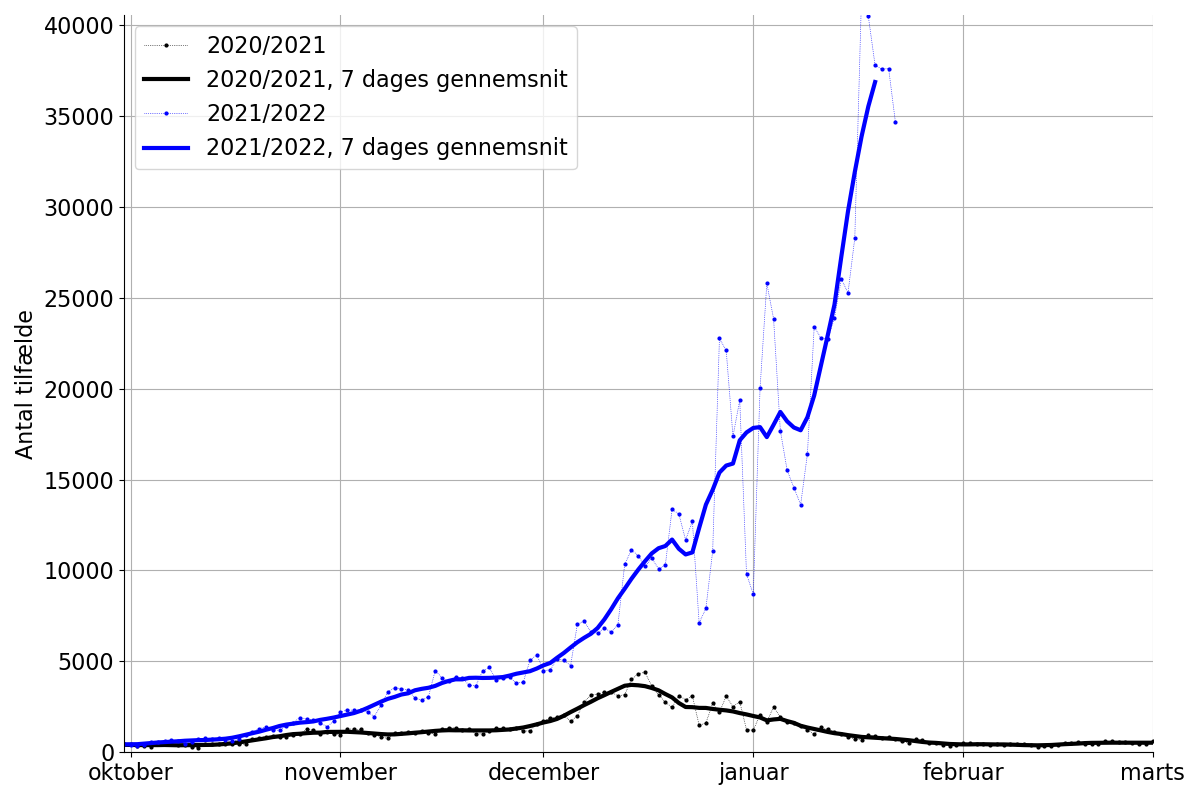 40000
35000
30000
25000
20000
15000
10000
5000
0
Antal tilfælde
2020/2021
2020/2021, 7 dages gennemsnit
2021/2022
2021/2022, 7 dages gennemsnit
oktober november december januar februar marts